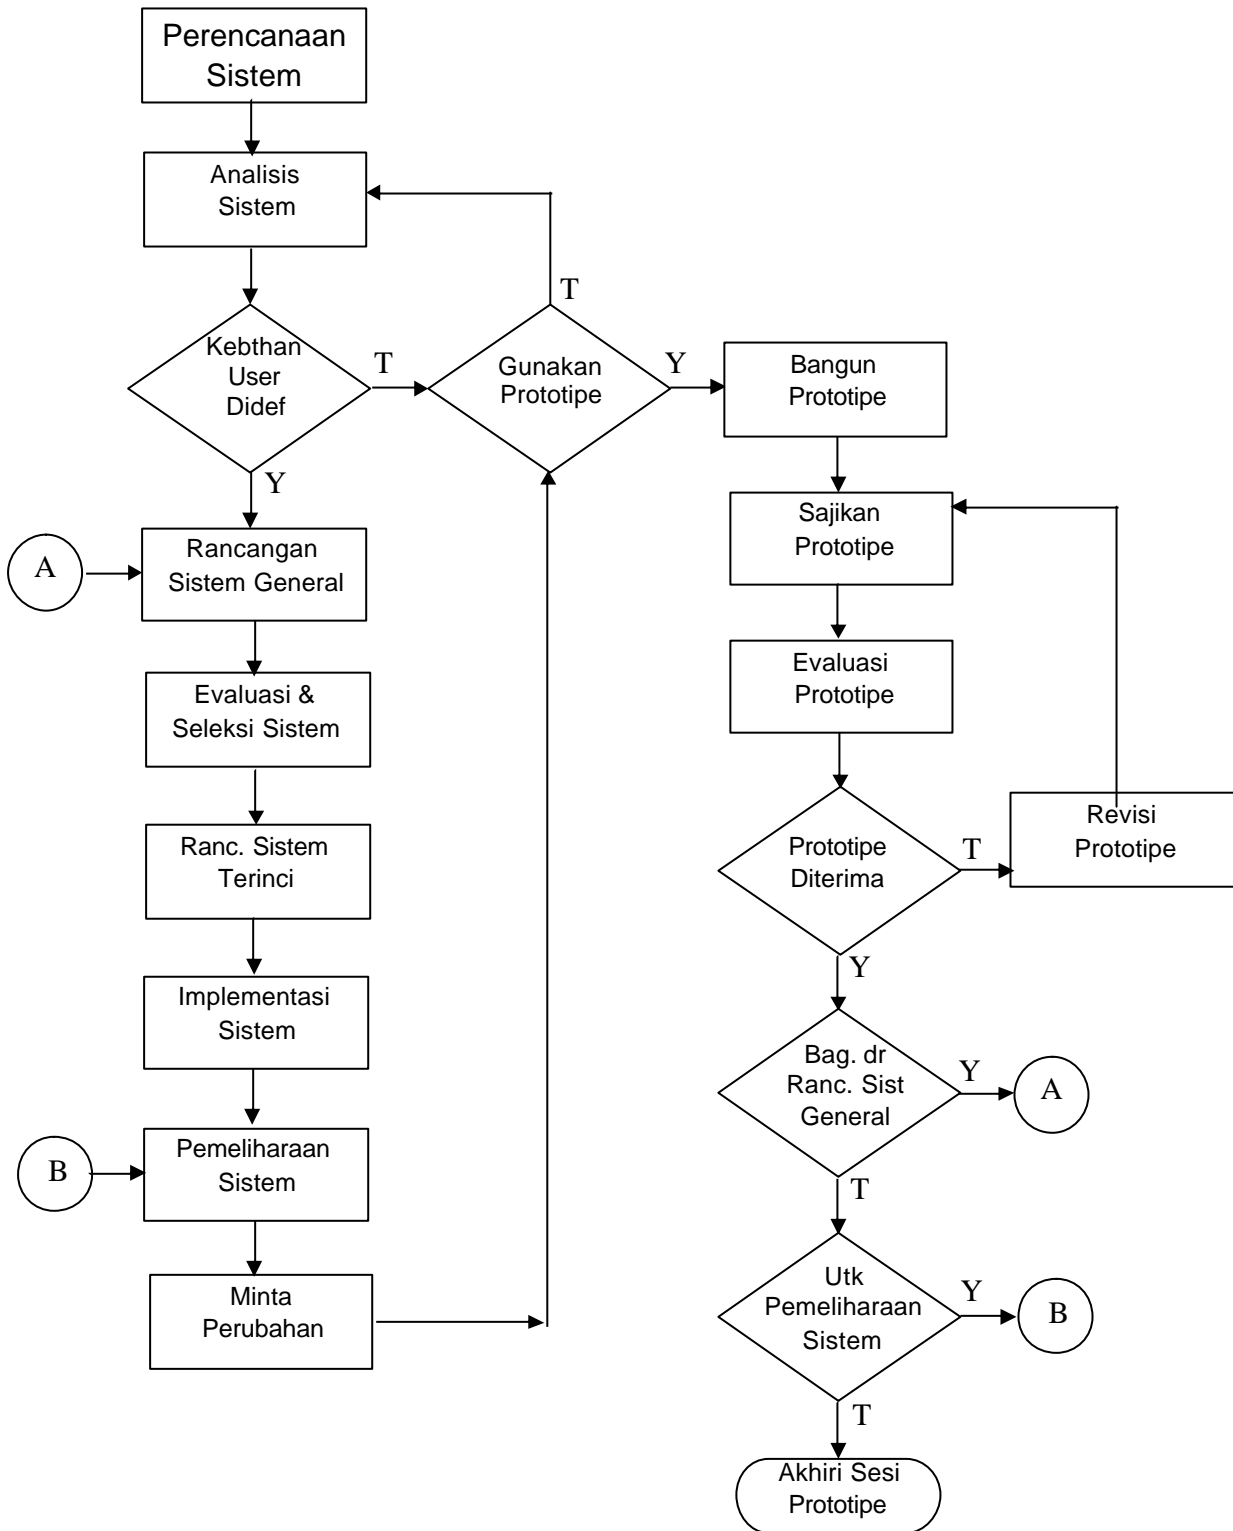 Perencanaan
Sistem
Analisis
Sistem
T
Kebthan
User
Didef
T
Gunakan
Prototipe
Y
Bangun
Prototipe
Y
Sajikan
Prototipe
A
Rancangan
Sistem General
Evaluasi
Prototipe
Evaluasi &
Seleksi Sistem
Ranc. Sistem
Terinci
Prototipe
Diterima
T
Revisi
Prototipe
Y
Implementasi
Sistem
Bag. dr
Ranc. Sist
General
Y
A
B
Pemeliharaan
Sistem
T
Minta
Perubahan
Utk
Pemeliharaan
Sistem
Y
B
T
Akhiri Sesi
Prototipe